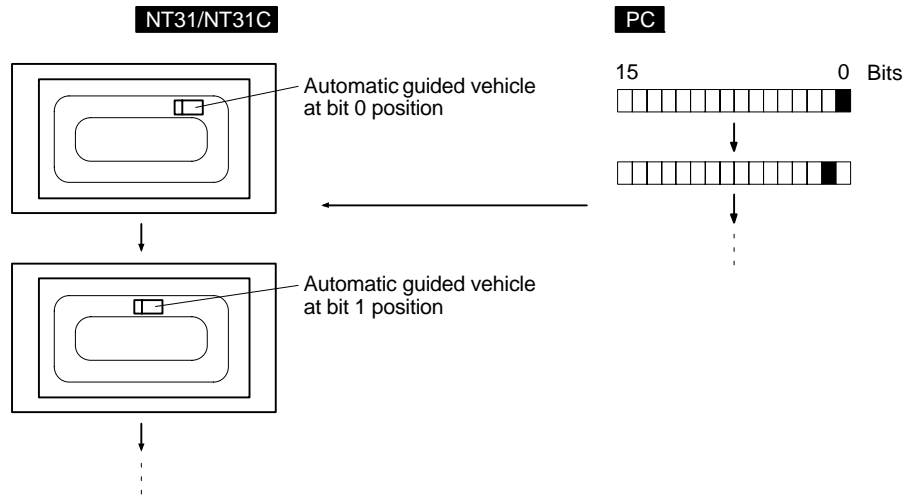 NT31/NT31C
PC
15 0 Bits
Automatic guided vehicle
at bit 0 position
Automatic guided vehicle
at bit 1 position